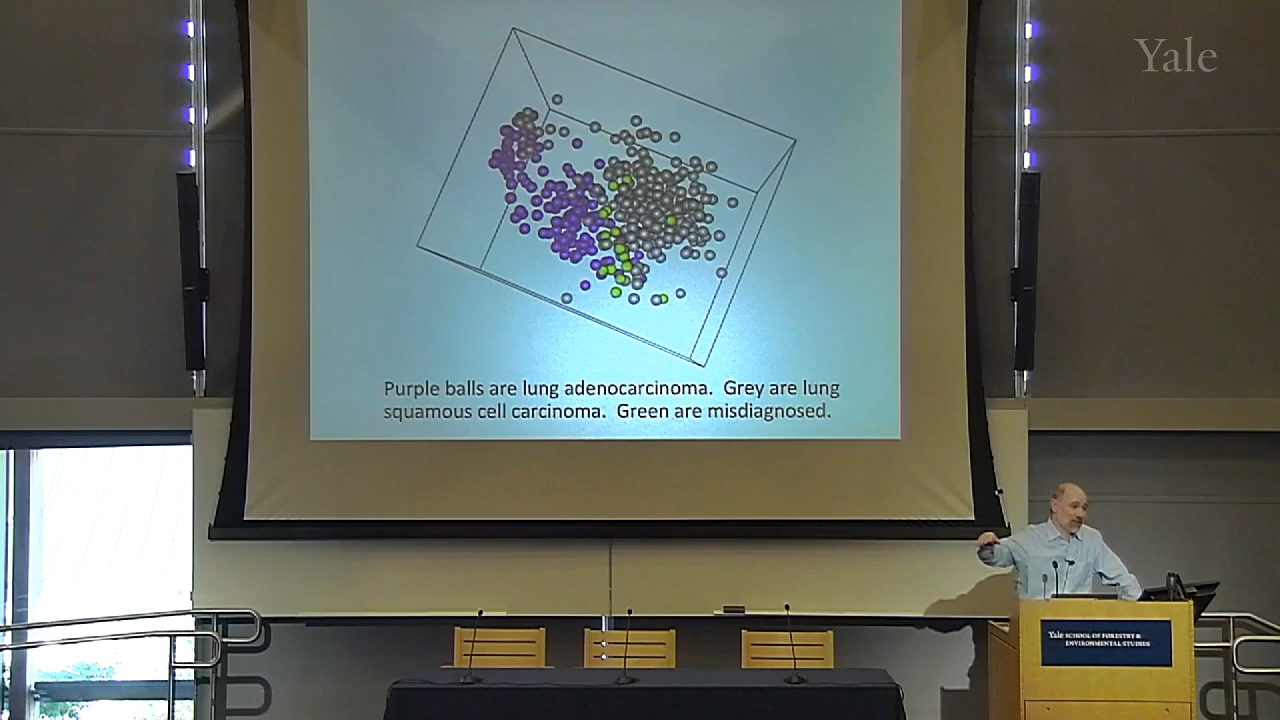 Yale
Purple balls are lung adenocarcinoma. Grey are lung
squamous cell carcinoma. Green are misdiagnosed.
Yale SCHOOL OF FORESTRY &
ENVIRONMENTAL STUDIES